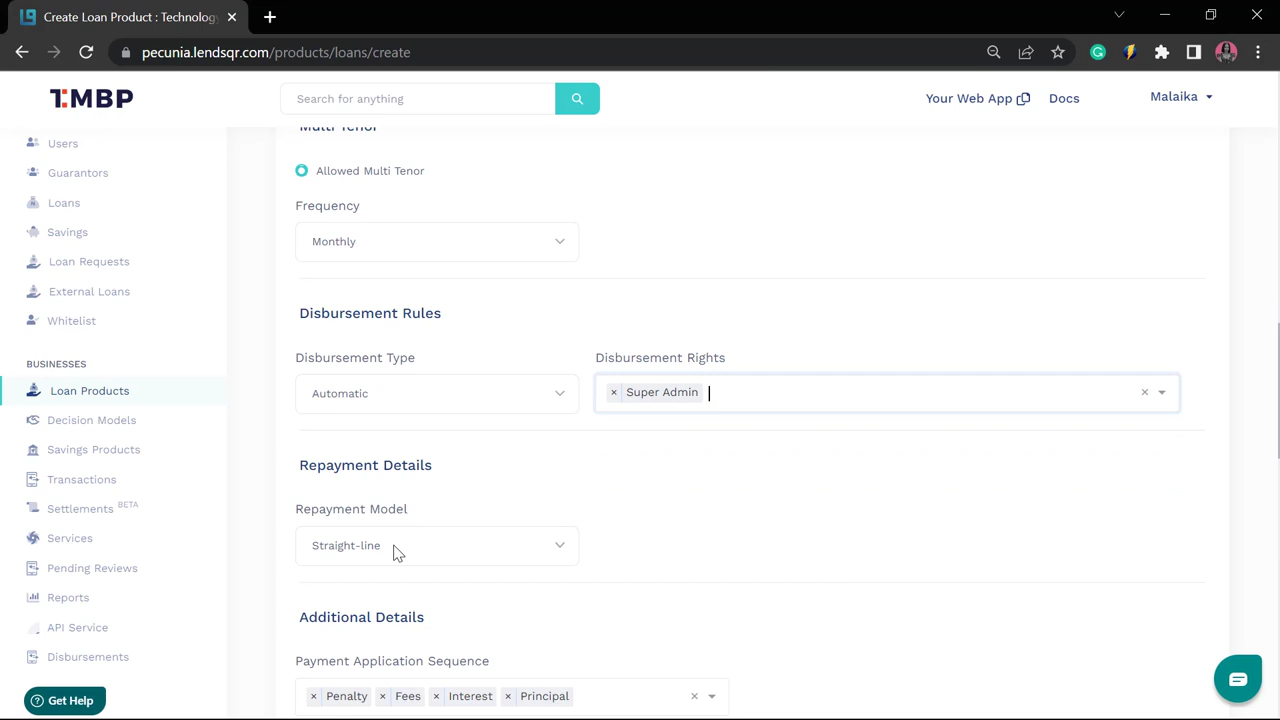 Create Loan Product : Technology
pecunia.lendsqr.com/products/loans/create
TMBP
Search for anything
Your Web App
Docs
Malaika
Users
Guarantors
Loans
Savings
Loan Requests
External Loans
Whitelist
BUSINESSES
Loan Products
Decision Models
Savings Products
Transactions
Settlements BETA
Services
Pending Reviews
Reports
API Service
Disbursements
Get Help
Multi Tenor
Allowed Multi Tenor
Frequency
Monthly
Disbursement Rules
Disbursement Type
Disbursement Rights
Automatic
× Super Admin ×
Repayment Details
Repayment Model
Straight-line
Additional Details
Payment Application Sequence
× Penalty × Fees × Interest × Principal ×